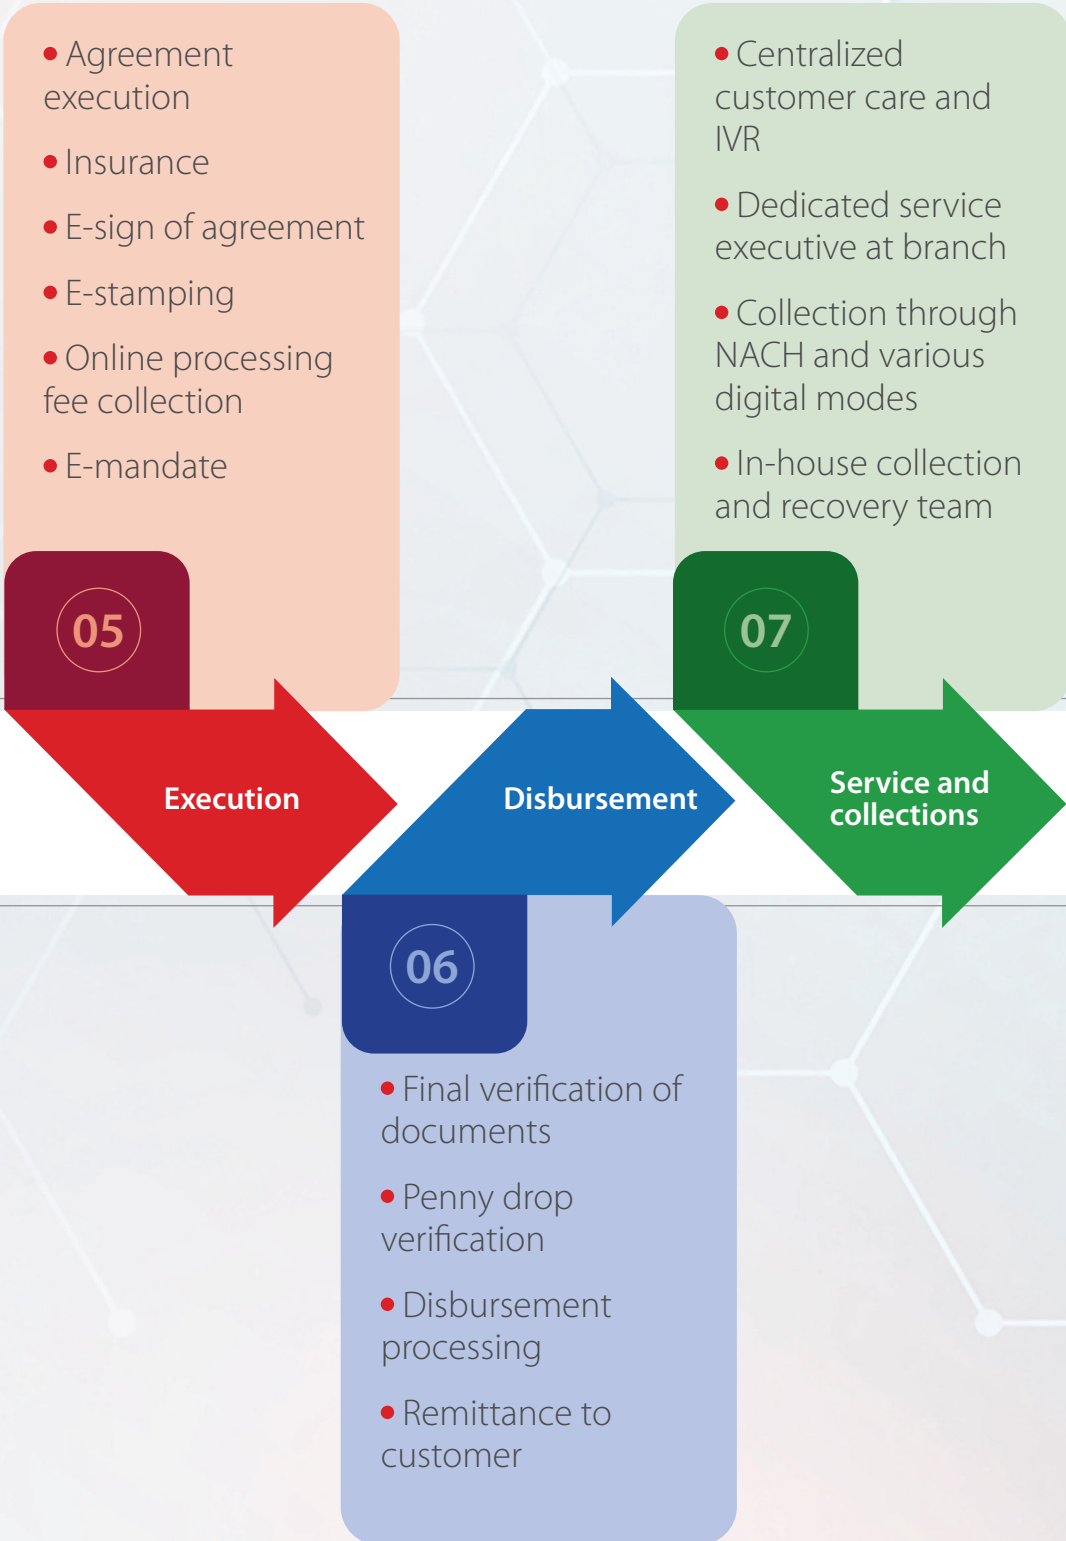 • Agreement
execution
• Insurance
• E-sign of agreement
• E-stamping
• Online processing
fee collection
• E-mandate
05
Execution
06
Disbursement
• Final verification of
documents
• Penny drop
verification
• Disbursement
processing
• Remittance to
customer
• Centralized
customer care and
IVR
• Dedicated service
executive at branch
• Collection through
NACH and various
digital modes
• In-house collection
and recovery team
07
Service and
collections